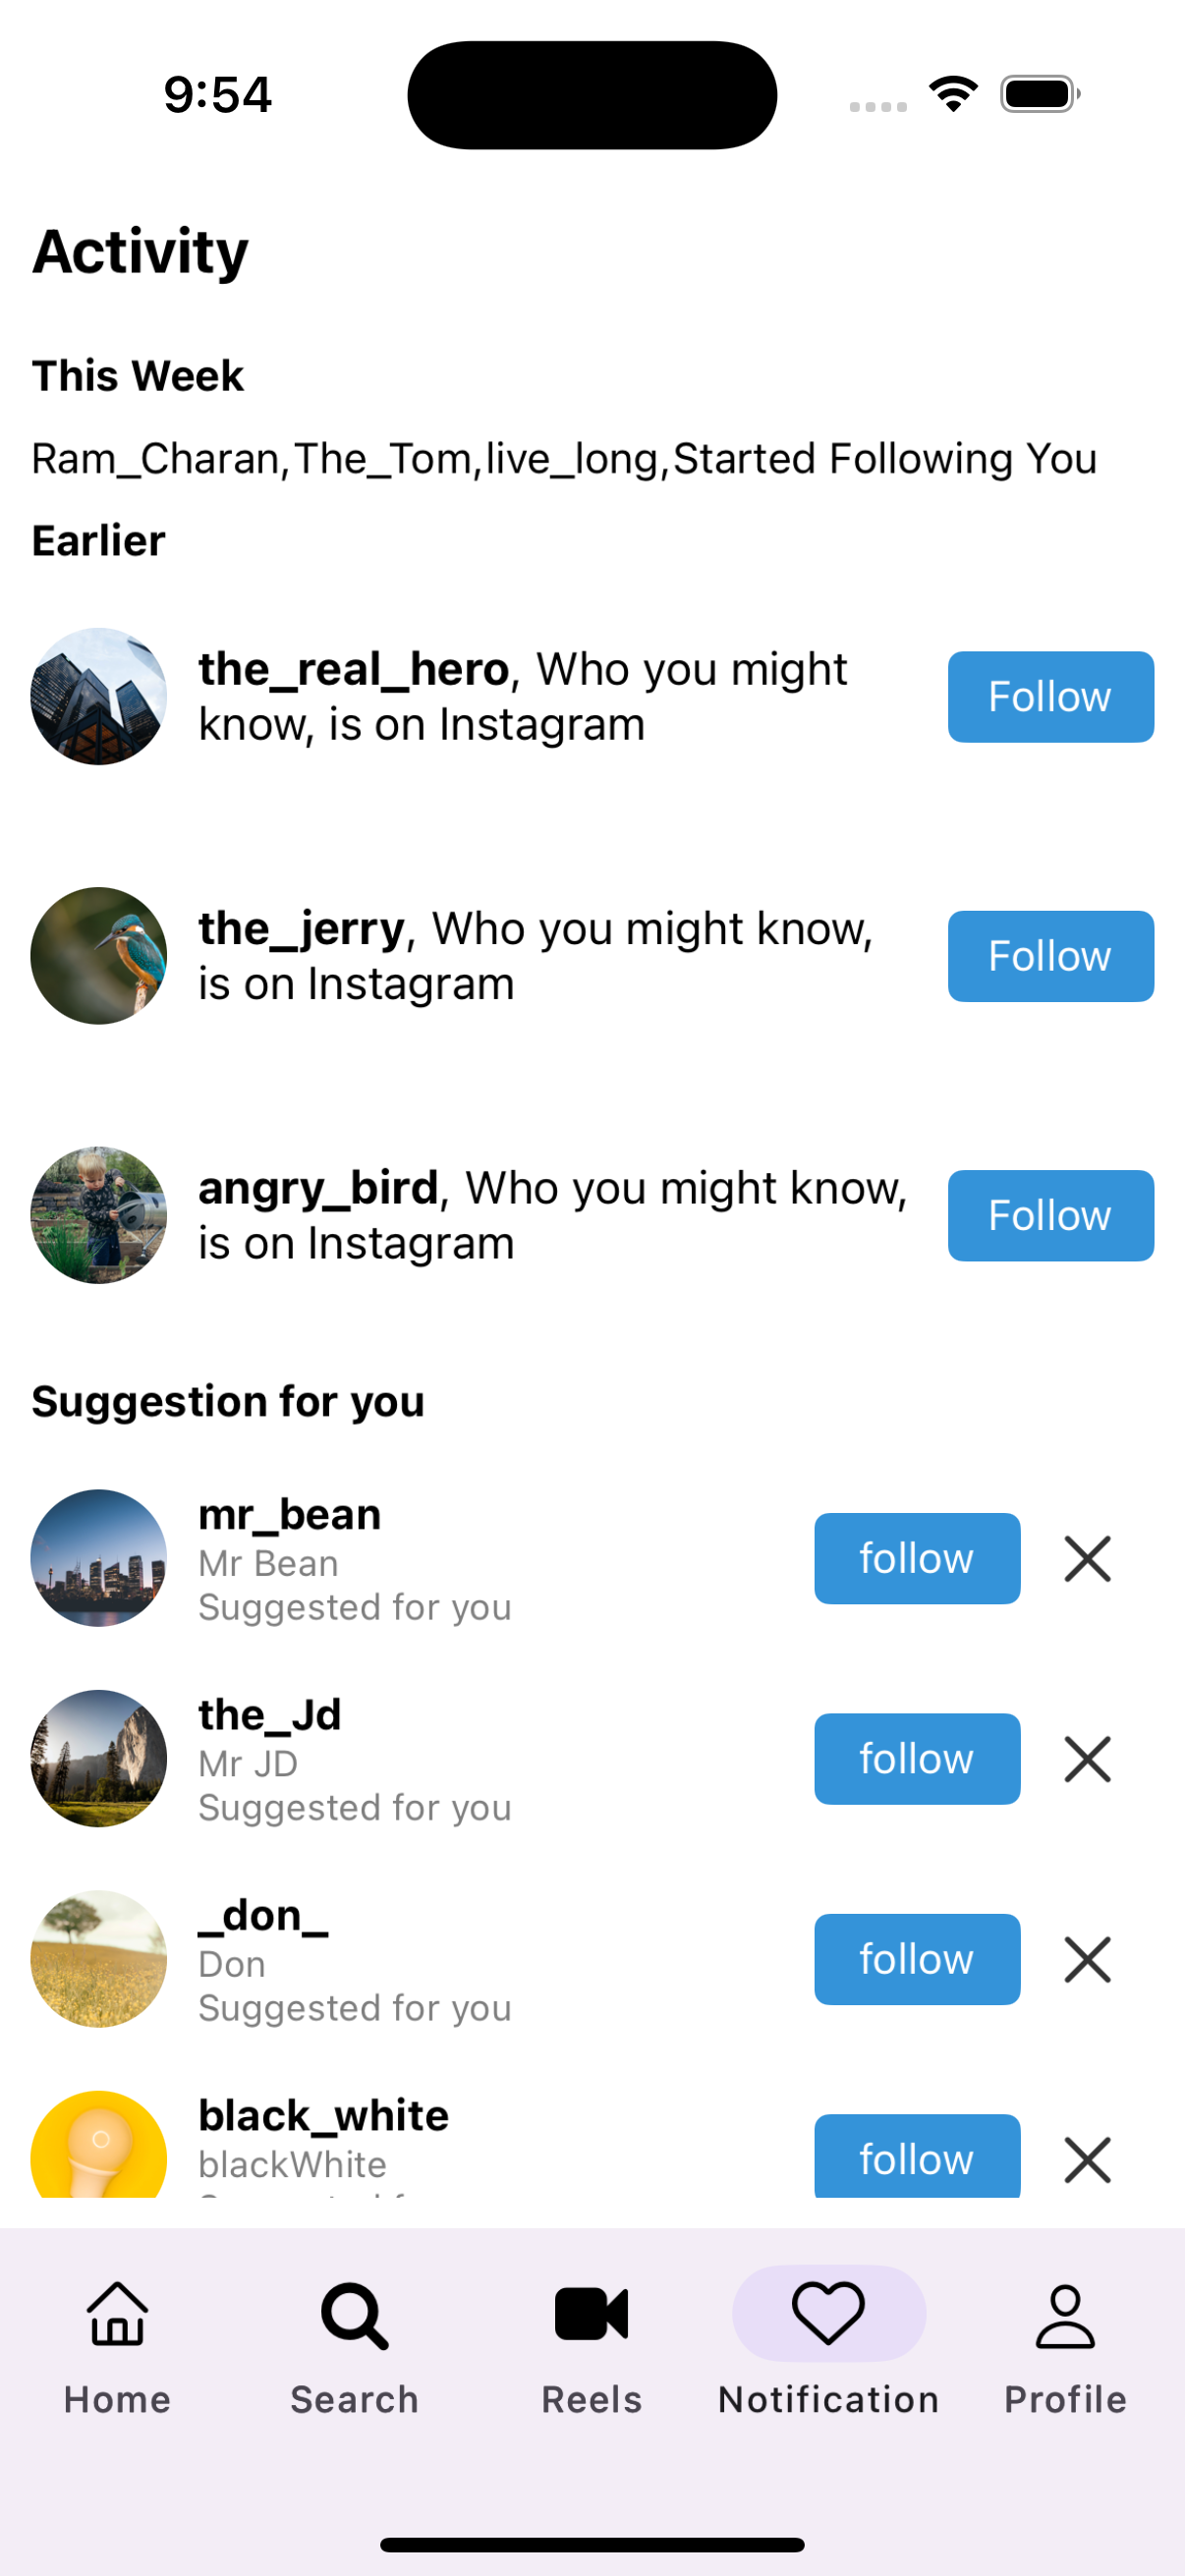 9:54
Activity
This Week
Ram_Charan,The_Tom,live_long,Started Following You
Earlier
the_real_hero, Who you might
know, is on Instagram
Follow
the_jerry, Who you might know,
is on Instagram
Follow
angry_bird, Who you might know,
is on Instagram
Follow
Suggestion for you
mr_bean
Mr Bean
Suggested for you
follow
the_Jd
Mr JD
Suggested for you
follow
_don_
Don
Suggested for you
follow
black_white
blackWhite
follow
Home
Search
Reels
Notification
Profile